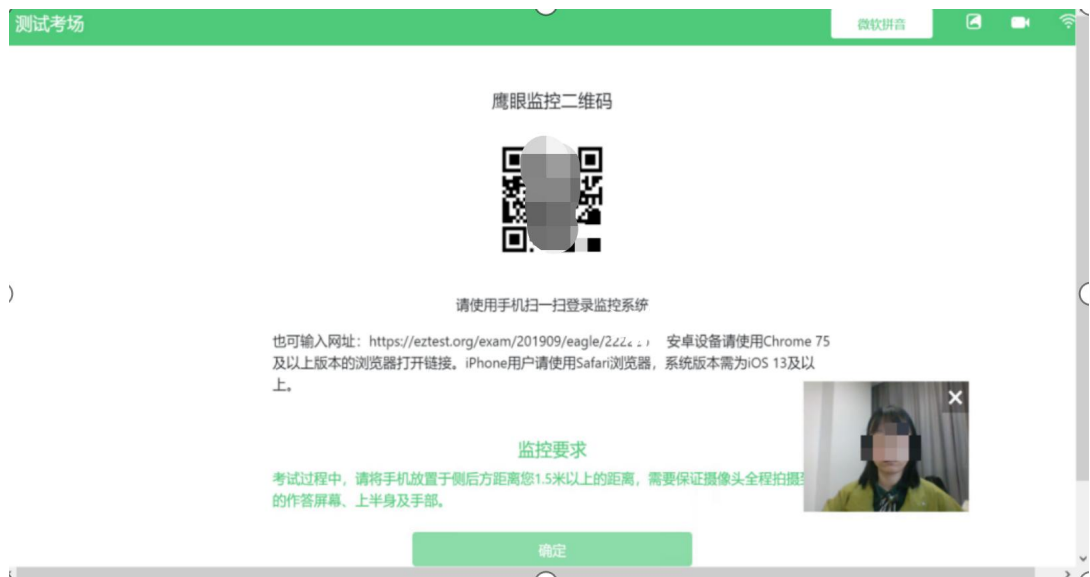 测试考场
微软拼音
鹰眼监控二维码
请使用手机扫一扫登录监控系统
也可输入网址：https://eztest.org/exam/201909/eagle/222 安卓设备请使用Chrome 75
及以上版本的浏览器打开链接。iPhone用户请使用Safari浏览器，系统版本需为iOS 13及以
上。
监控要求
考试过程中，请将手机放置于侧后方距离您1.5米以上的距离，需要保证摄像头全程拍摄
的作答屏幕、上半身及手部。
确定